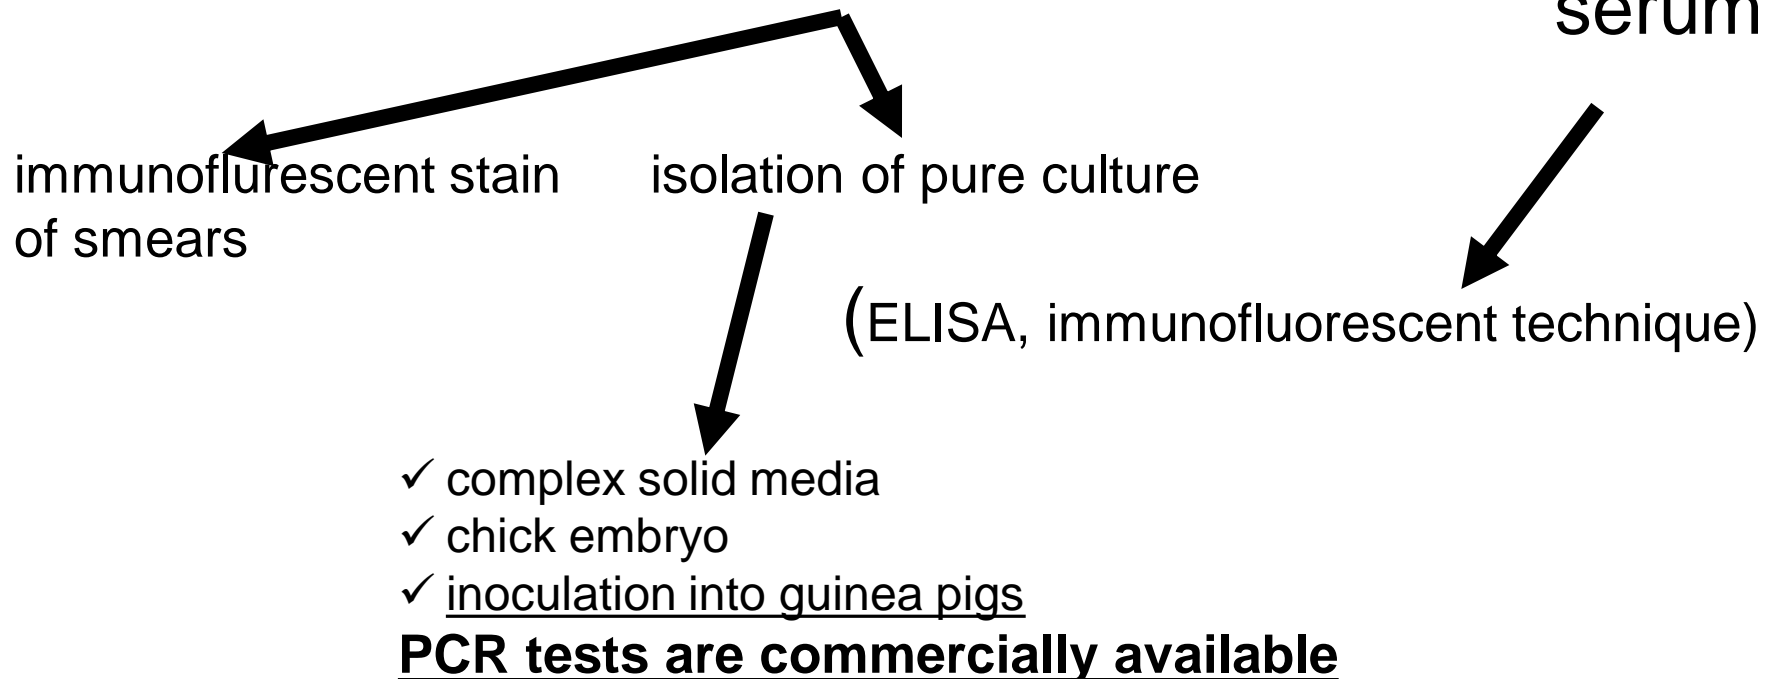 serum
immunoflurescent stain
of smears
isolation of pure culture
(ELISA, immunofluorescent technique)
✓ complex solid media
✓ chick embryo
✓ inoculation into guinea pigs
PCR tests are commercially available